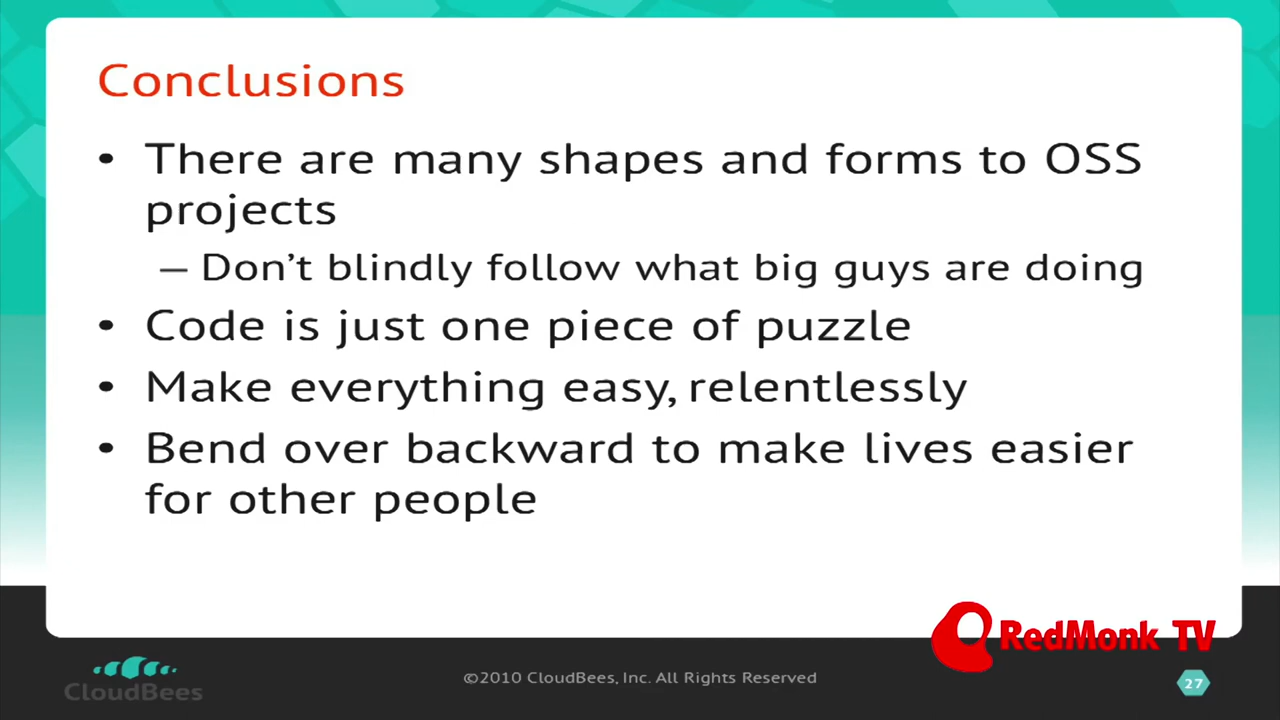 Conclusions
• There are many shapes and forms to OSS
projects
— Don't blindly follow what big guys are doing
• Code is just one piece of puzzle
• Make everything easy, relentlessly
• Bend over backward to make lives easier
for other people
RedMonk TV
CloudBees
©2010 CloudBees, Inc. All Rights Reserved
27